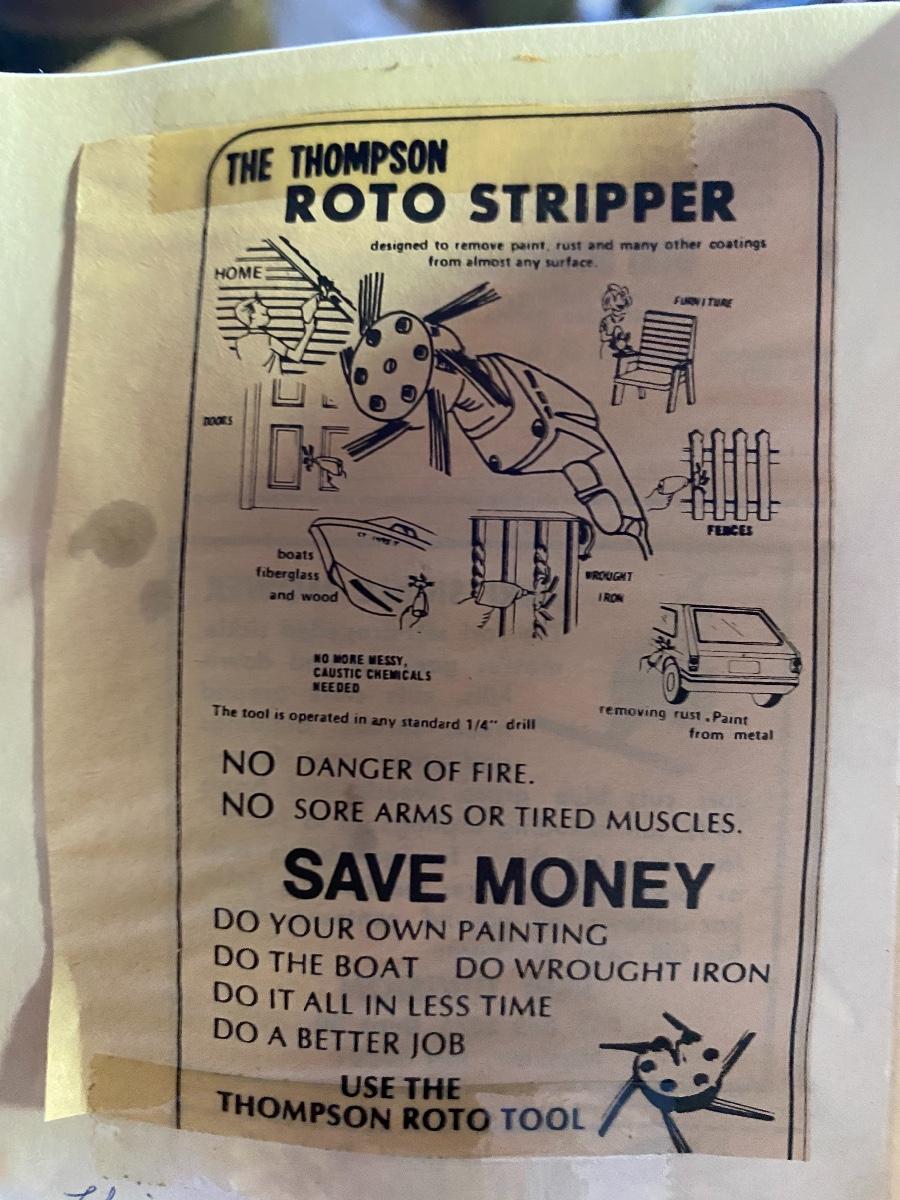 THE THOMPSON
ROTO STRIPPER
designed to remove paint, rust and many other coatings
from almost any surface.
HOME
FURNITURE
DOORS
FENCES
boats
fiberglass
and wood
WROUGHT
IRON
NO MORE MESSY,
CAUSTIC CHEMICALS
NEEDED
The tool is operated in any standard 1/4" drill
removing rust. Paint
from metal
NO DANGER OF FIRE.
NO SORE ARMS OR TIRED MUSCLES.
SAVE MONEY
DO YOUR OWN PAINTING
DO THE BOAT DO WROUGHT IRON
DO IT ALL IN LESS TIME
DO A BETTER JOB
USE THE
THOMPSON ROTO TOOL